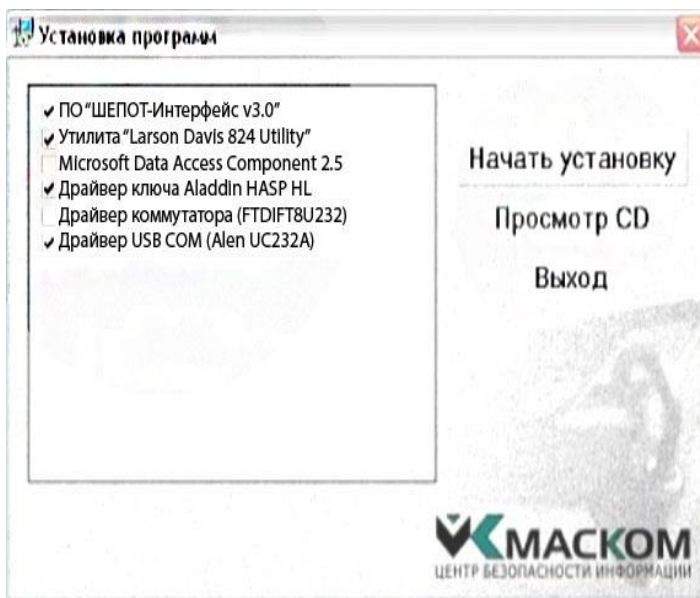 Установка программ
ПО "ШЕПОТ-Интерфейс v3.0"
Утилита "Larson Davis 824 Utility"
Microsoft Data Access Component 2.5
Драйвер ключа Aladdin HASP HL
Драйвер коммутатора (FTDIFT8U232)
Драйвер USB COM (Alen UC232A)
Начать установку
Просмотр CD
Выход
МАСКОМ
ЦЕНТР БЕЗОПАСНОСТИ ИНФОРМАЦИИ